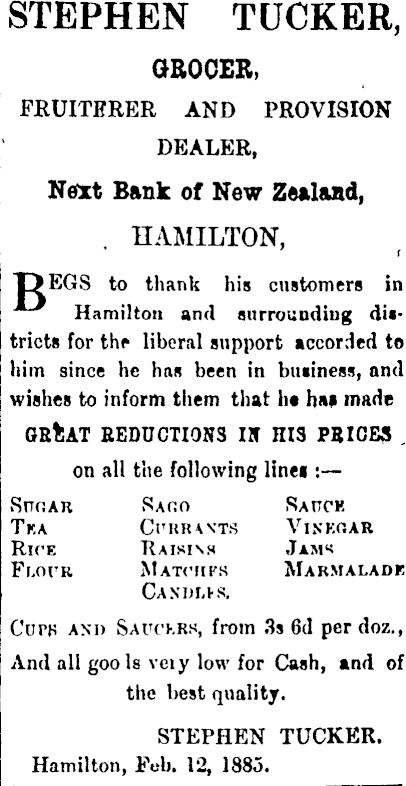 STEPHEN TUCKER,
GROCER,
FRUITERER AND PROVISION
DEALER,
Next Bank of New Zealand,
HAMILTON,
BEGS to thank his customers in
Hamilton and surrounding dis-
tricts for the liberal support accorded to
him since he has been in business, and
wishes to inform them that he has made
GREAT REDUCTIONS IN HIS PRICES
on all the following lines :—
SUGAR SAGO SAUCE
TEA CURRANTS VINEGAR
RICE RAISINS JAMS
FLOUR MATCHES MARMALADE
CANDLES,
CUPS AND SAUCERS, from 3s 6d per doz.,
And all goods very low for Cash, and of
the best quality.
STEPHEN TUCKER.
Hamilton, Feb. 12, 1885.